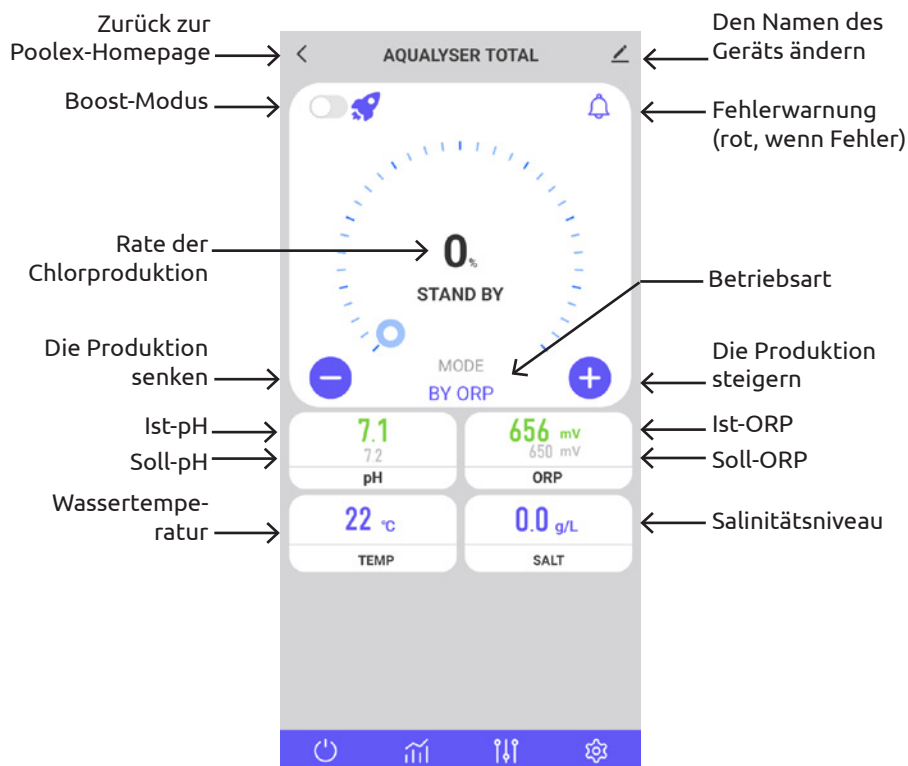 Zurück zur
Poolex-Homepage
AQUALYSER TOTAL
Den Namen des
Geräts ändern
Boost-Modus
Fehlerwarnung
(rot, wenn Fehler)
Rate der
Chlorproduktion
0%
STAND BY
Betriebsart
Die Produktion
senken
MODE
BY ORP
Die Produktion
steigern
Ist-pH
Soll-pH
7.1
7.2
pH
656 mV
650 mV
ORP
Ist-ORP
Soll-ORP
Wassertempe-
ratur
22 °C
TEMP
0.0 g/L
SALT
Salinitätsniveau